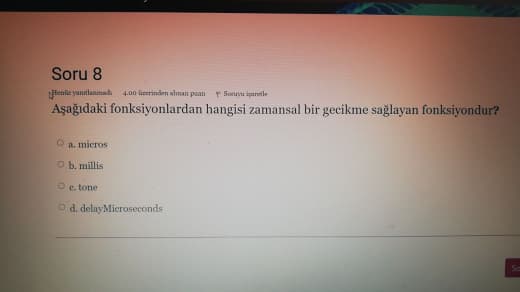 Soru 8
Henüz yanıtlanmadı 4.00 üzerinden alınan puan Soruyu işaretle
Aşağıdaki fonksiyonlardan hangisi zamansal bir gecikme sağlayan fonksiyondur?
a. micros
b. millis
c. tone
d. delayMicroseconds